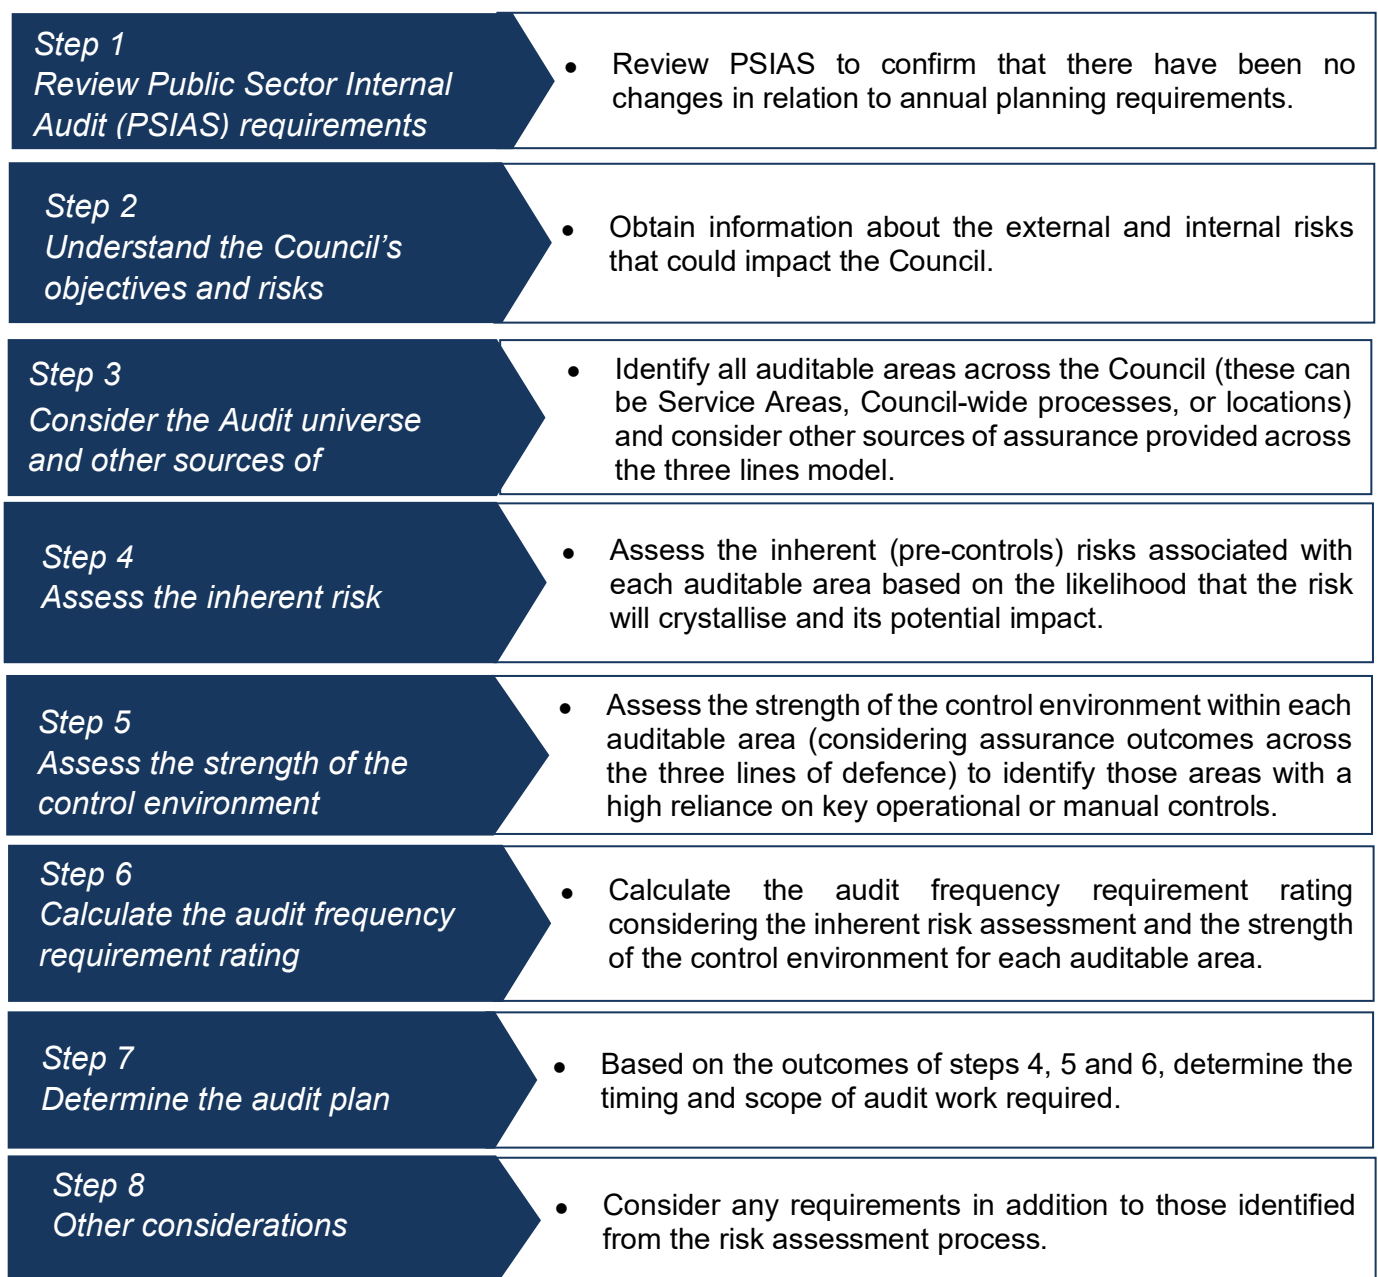 Step 1
Review Public Sector Internal
Audit (PSIAS) requirements
• Review PSIAS to confirm that there have been no
changes in relation to annual planning requirements.
Step 2
Understand the Council’s
objectives and risks
• Obtain information about the external and internal risks
that could impact the Council.
Step 3
Consider the Audit universe
and other sources of
• Identify all auditable areas across the Council (these can
be Service Areas, Council-wide processes, or locations)
and consider other sources of assurance provided across
the three lines model.
Step 4
Assess the inherent risk
• Assess the inherent (pre-controls) risks associated with
each auditable area based on the likelihood that the risk
will crystallise and its potential impact.
Step 5
Assess the strength of the
control environment
• Assess the strength of the control environment within each
auditable area (considering assurance outcomes across
the three lines of defence) to identify those areas with a
high reliance on key operational or manual controls.
Step 6
Calculate the audit frequency
requirement rating
• Calculate the audit frequency requirement rating
considering the inherent risk assessment and the strength
of the control environment for each auditable area.
Step 7
Determine the audit plan
• Based on the outcomes of steps 4, 5 and 6, determine the
timing and scope of audit work required.
Step 8
Other considerations
• Consider any requirements in addition to those identified
from the risk assessment process.